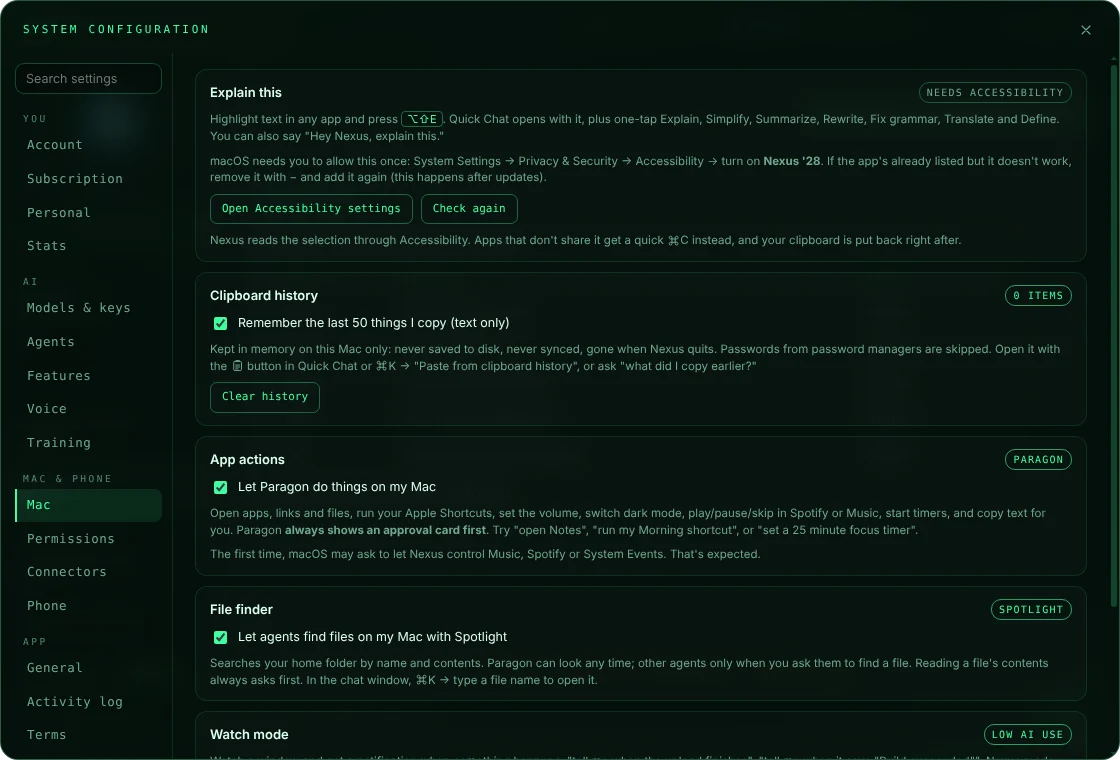 SYSTEM CONFIGURATION
Search settings
YOU
Account
Subscription
Personal
Stats
AI
Models & keys
Agents
Features
Voice
Training
MAC & PHONE
Mac
Permissions
Connectors
Phone
APP
General
Activity log
Terms
Explain this
NEEDS ACCESSIBILITY
Highlight text in any app and press ⌥⇧E. Quick Chat opens with it, plus one-tap Explain, Simplify, Summarize, Rewrite, Fix grammar, Translate and Define.
You can also say "Hey Nexus, explain this."
macOS needs you to allow this once: System Settings → Privacy & Security → Accessibility → turn on Nexus '28. If the app's already listed but it doesn't work,
remove it with − and add it again (this happens after updates).
Open Accessibility settings
Check again
Nexus reads the selection through Accessibility. Apps that don't share it get a quick ⌘C instead, and your clipboard is put back right after.
Clipboard history
0 ITEMS
Remember the last 50 things I copy (text only)
Kept in memory on this Mac only: never saved to disk, never synced, gone when Nexus quits. Passwords from password managers are skipped. Open it with
the 📋 button in Quick Chat or ⌘K → "Paste from clipboard history", or ask "what did I copy earlier?"
Clear history
App actions
PARAGON
Let Paragon do things on my Mac
Open apps, links and files, run your Apple Shortcuts, set the volume, switch dark mode, play/pause/skip in Spotify or Music, start timers, and copy text for
you. Paragon always shows an approval card first. Try "open Notes", "run my Morning shortcut", or "set a 25 minute focus timer".
The first time, macOS may ask to let Nexus control Music, Spotify or System Events. That's expected.
File finder
SPOTLIGHT
Let agents find files on my Mac with Spotlight
Searches your home folder by name and contents. Paragon can look any time; other agents only when you ask them to find a file. Reading a file's contents
always asks first. In the chat window, ⌘K → type a file name to open it.
Watch mode
LOW AI USE